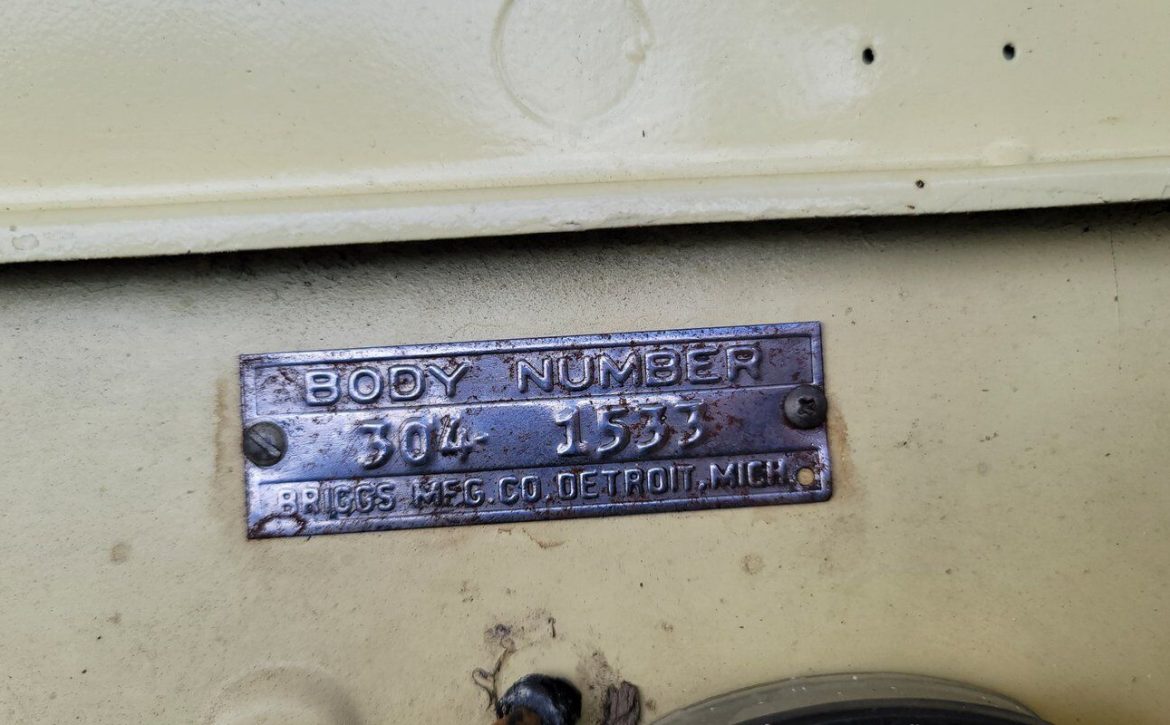 BODY NUMBER
304- 1533
BRIGGS MFG. CO. DETROIT, MICH.